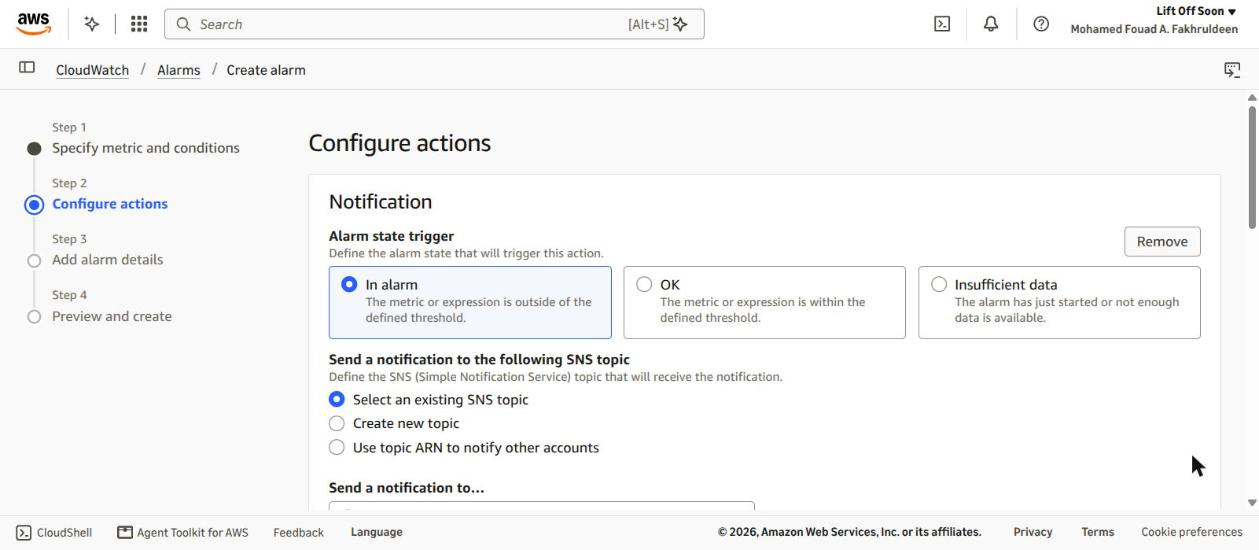 aws
Search
[Alt+S]
Lift Off Soon
Mohamed Fouad A. Fakhruldeen
CloudWatch / Alarms / Create alarm
Step 1
Specify metric and conditions
Step 2
Configure actions
Step 3
Add alarm details
Step 4
Preview and create
Configure actions
Notification
Alarm state trigger
Define the alarm state that will trigger this action.
Remove
In alarm
The metric or expression is outside of the
defined threshold.
OK
The metric or expression is within the
defined threshold.
Insufficient data
The alarm has just started or not enough
data is available.
Send a notification to the following SNS topic
Define the SNS (Simple Notification Service) topic that will receive the notification.
Select an existing SNS topic
Create new topic
Use topic ARN to notify other accounts
Send a notification to...
CloudShell
Agent Toolkit for AWS
Feedback
Language
© 2026, Amazon Web Services, Inc. or its affiliates.
Privacy
Terms
Cookie preferences